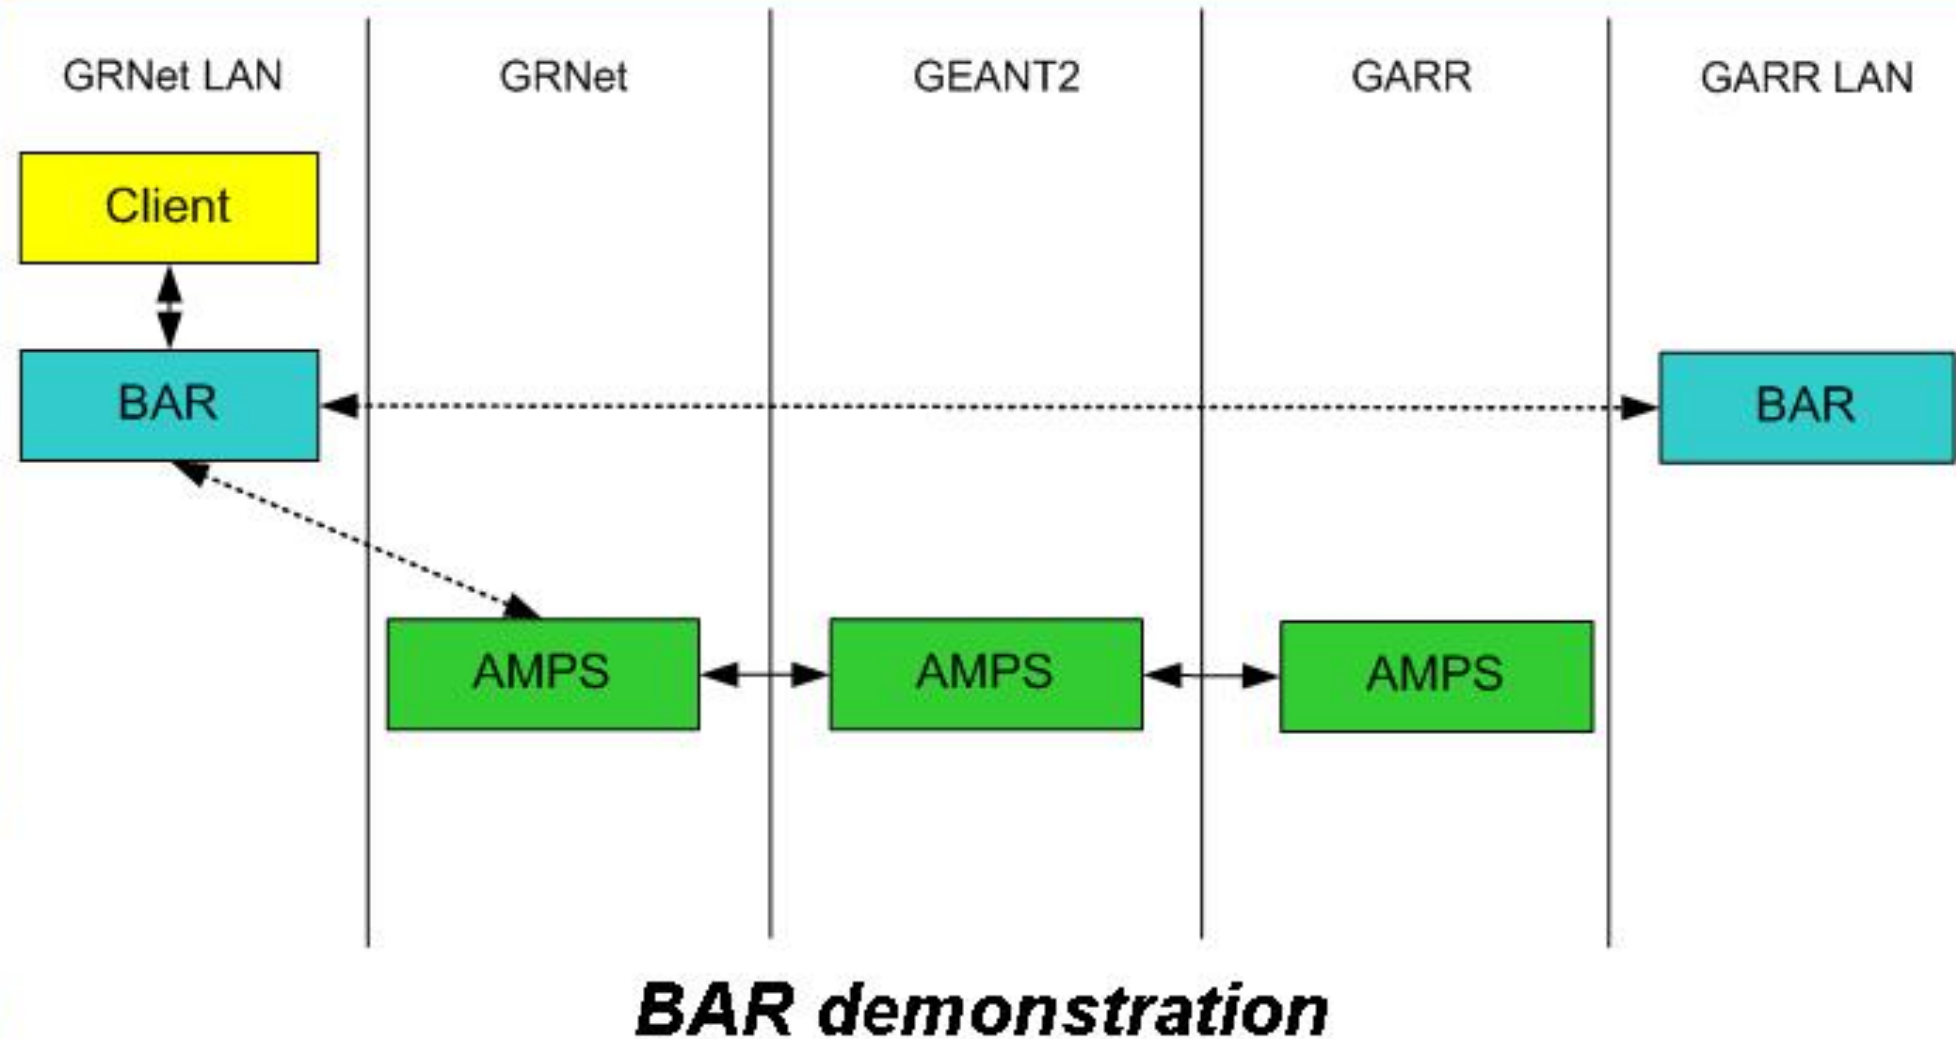 GRNet LAN
GRNet
GEANT2
GARR
GARR LAN
Client
BAR
BAR
AMPS
AMPS
AMPS
BAR demonstration